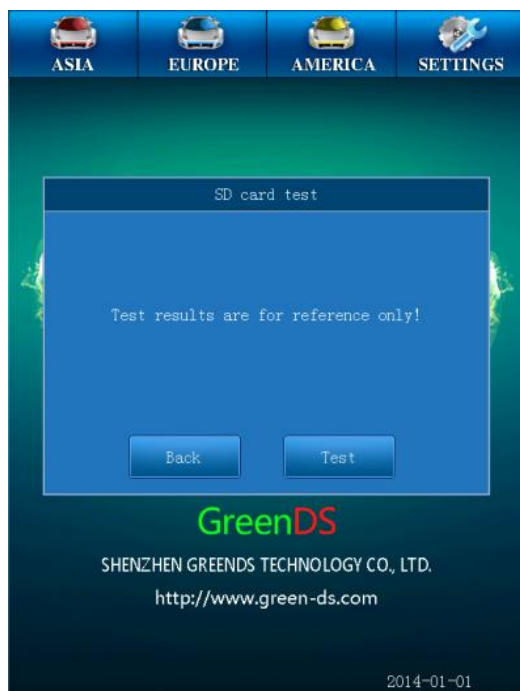 ASIA EUROPE AMERICA SETTINGS
SD card test
Test results are for reference only!
Back Test
GreenDS
SHENZHEN GREENDS TECHNOLOGY CO., LTD.
http://www.green-ds.com
2014-01-01